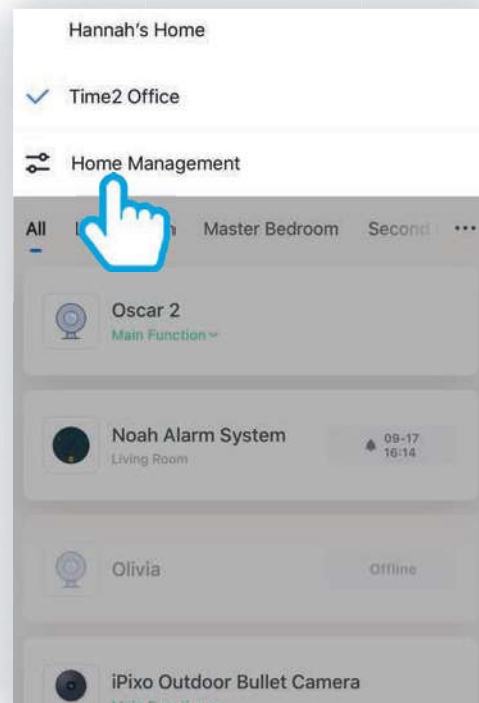 Hannah's Home
Time2 Office
Home Management
All Master Bedroom Second
Oscar 2
Main Function
Noah Alarm System
Living Room
09-17
16:14
Olivia
Offline
iPixo Outdoor Bullet Camera